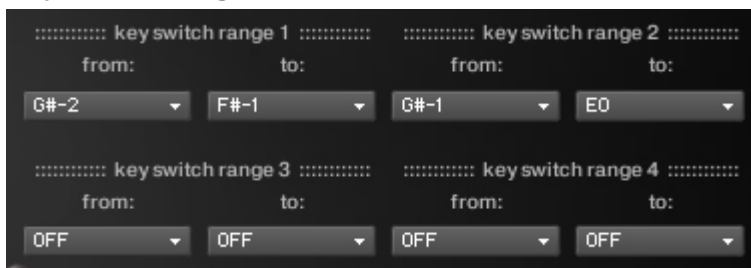 :::::::::::: key switch range 1 :::::::::::: :::::::::::: key switch range 2 ::::::::::::
from: to: from: to:
G#-2 F#-1 G#-1 E0
:::::::::::: key switch range 3 :::::::::::: :::::::::::: key switch range 4 ::::::::::::
from: to: from: to:
OFF OFF OFF OFF